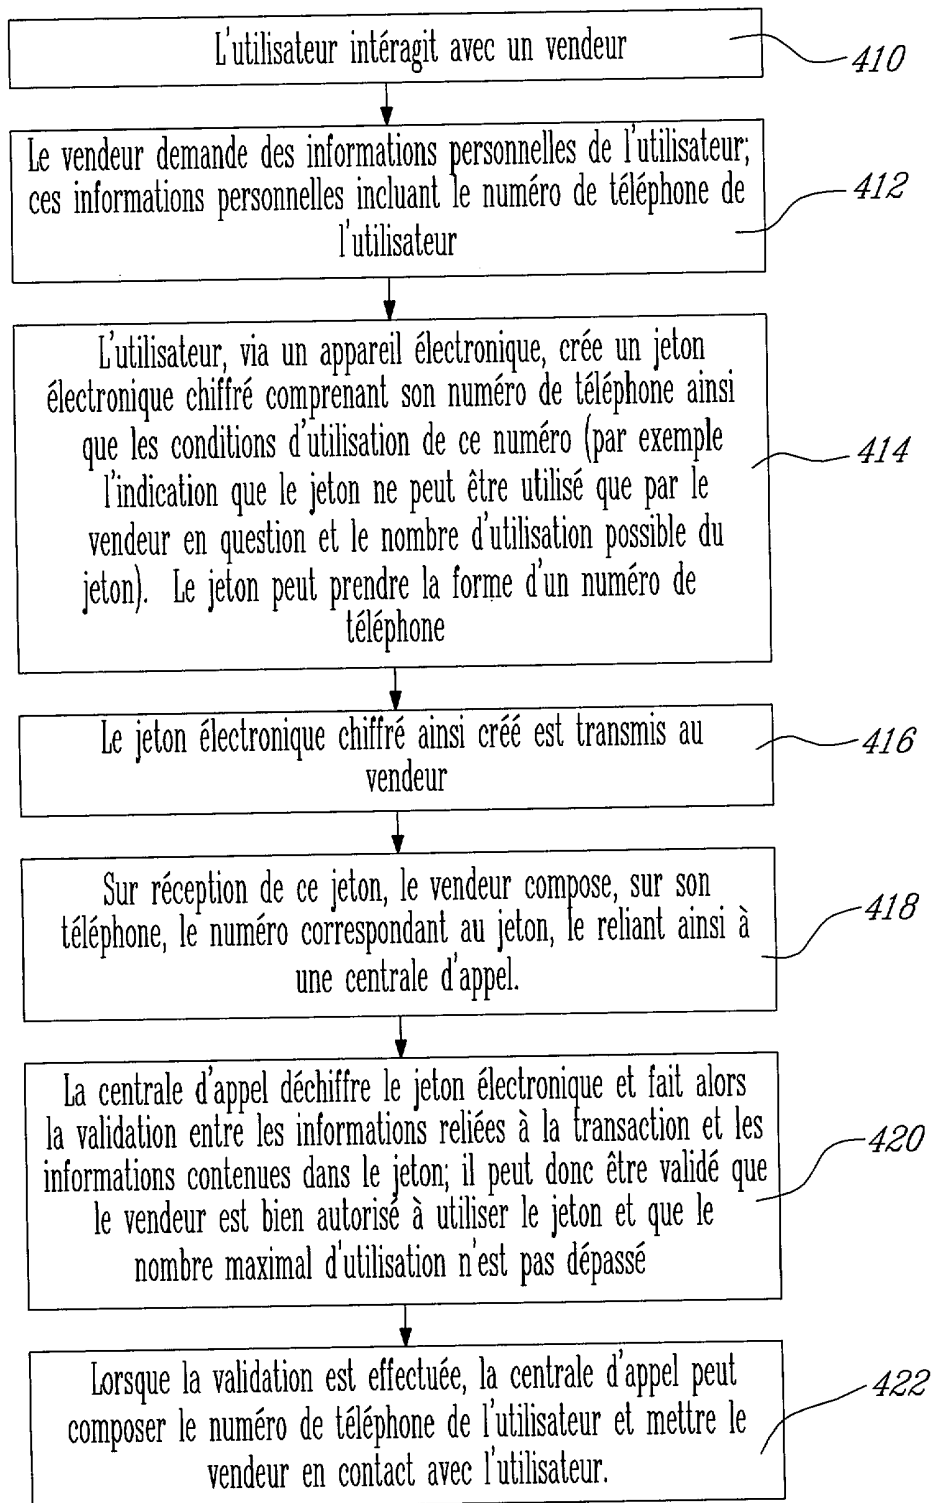 L'utilisateur intéragit avec un vendeur
410
Le vendeur demande des informations personnelles de l'utilisateur;
ces informations personnelles incluant le numéro de téléphone de
l'utilisateur
412
L'utilisateur, via un appareil électronique, crée un jeton
électronique chiffré comprenant son numéro de téléphone ainsi
que les conditions d'utilisation de ce numéro (par exemple
l'indication que le jeton ne peut être utilisé que par le
vendeur en question et le nombre d'utilisation possible du
jeton). Le jeton peut prendre la forme d'un numéro de
téléphone
414
Le jeton électronique chiffré ainsi créé est transmis au
vendeur
416
Sur réception de ce jeton, le vendeur compose, sur son
téléphone, le numéro correspondant au jeton, le reliant ainsi à
une centrale d'appel.
418
La centrale d'appel déchiffre le jeton électronique et fait alors
la validation entre les informations reliées à la transaction et les
informations contenues dans le jeton; il peut donc être validé que
le vendeur est bien autorisé à utiliser le jeton et que le
nombre maximal d'utilisation n'est pas dépassé
420
Lorsque la validation est effectuée, la centrale d'appel peut
composer le numéro de téléphone de l'utilisateur et mettre le
vendeur en contact avec l'utilisateur.
422